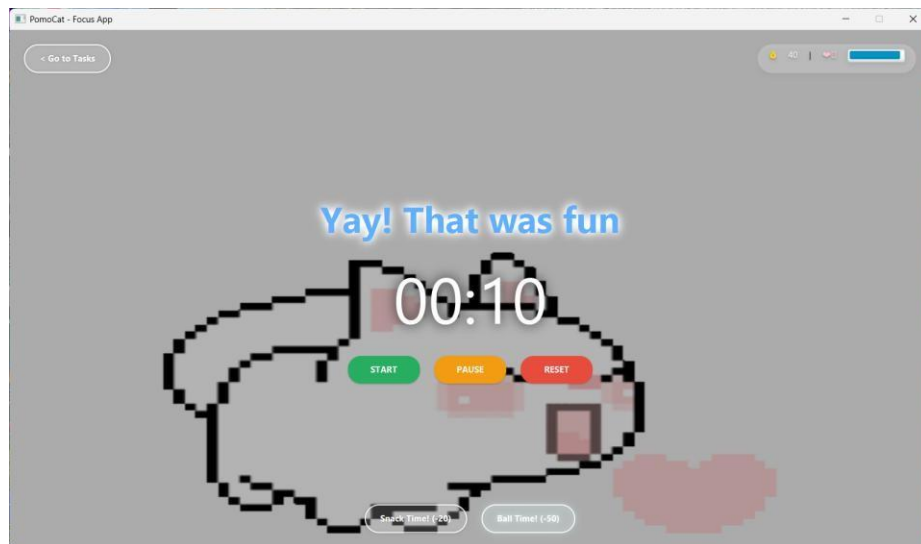 PomoCat - Focus App
< Go to Tasks
40 |
Yay! That was fun
00:10
START PAUSE RESET
Snack Time! (-20) Ball Time! (-50)